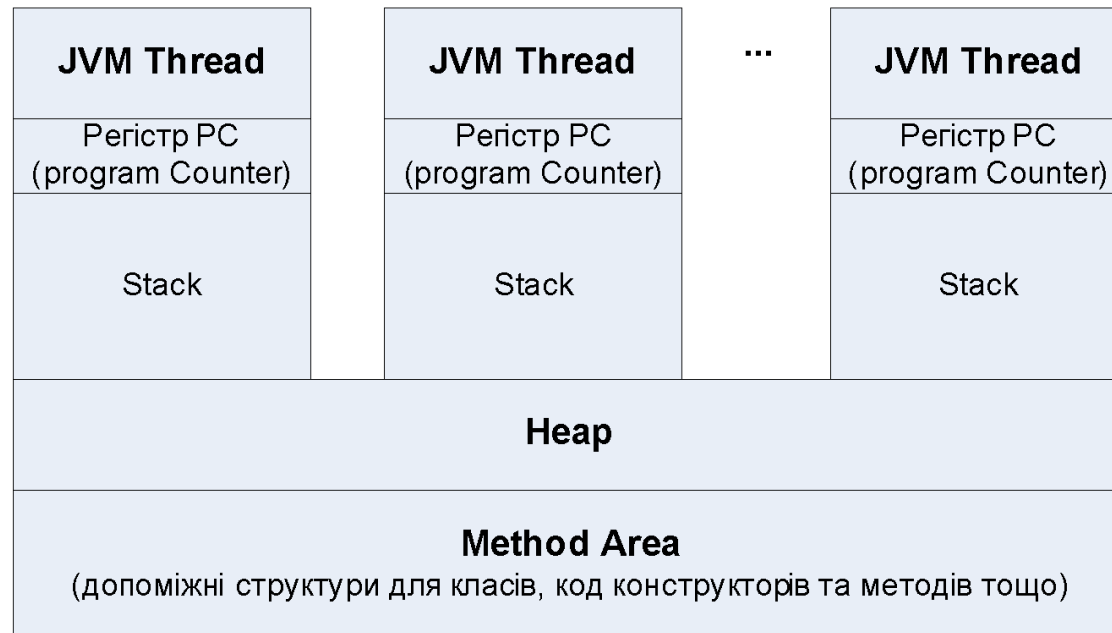 JVM Thread
JVM Thread
...
JVM Thread
Регістр PC
(program Counter)
Регістр PC
(program Counter)
Регістр PC
(program Counter)
Stack
Stack
Stack
Heap
Method Area
(допоміжні структури для класів, код конструкторів та методів тощо)